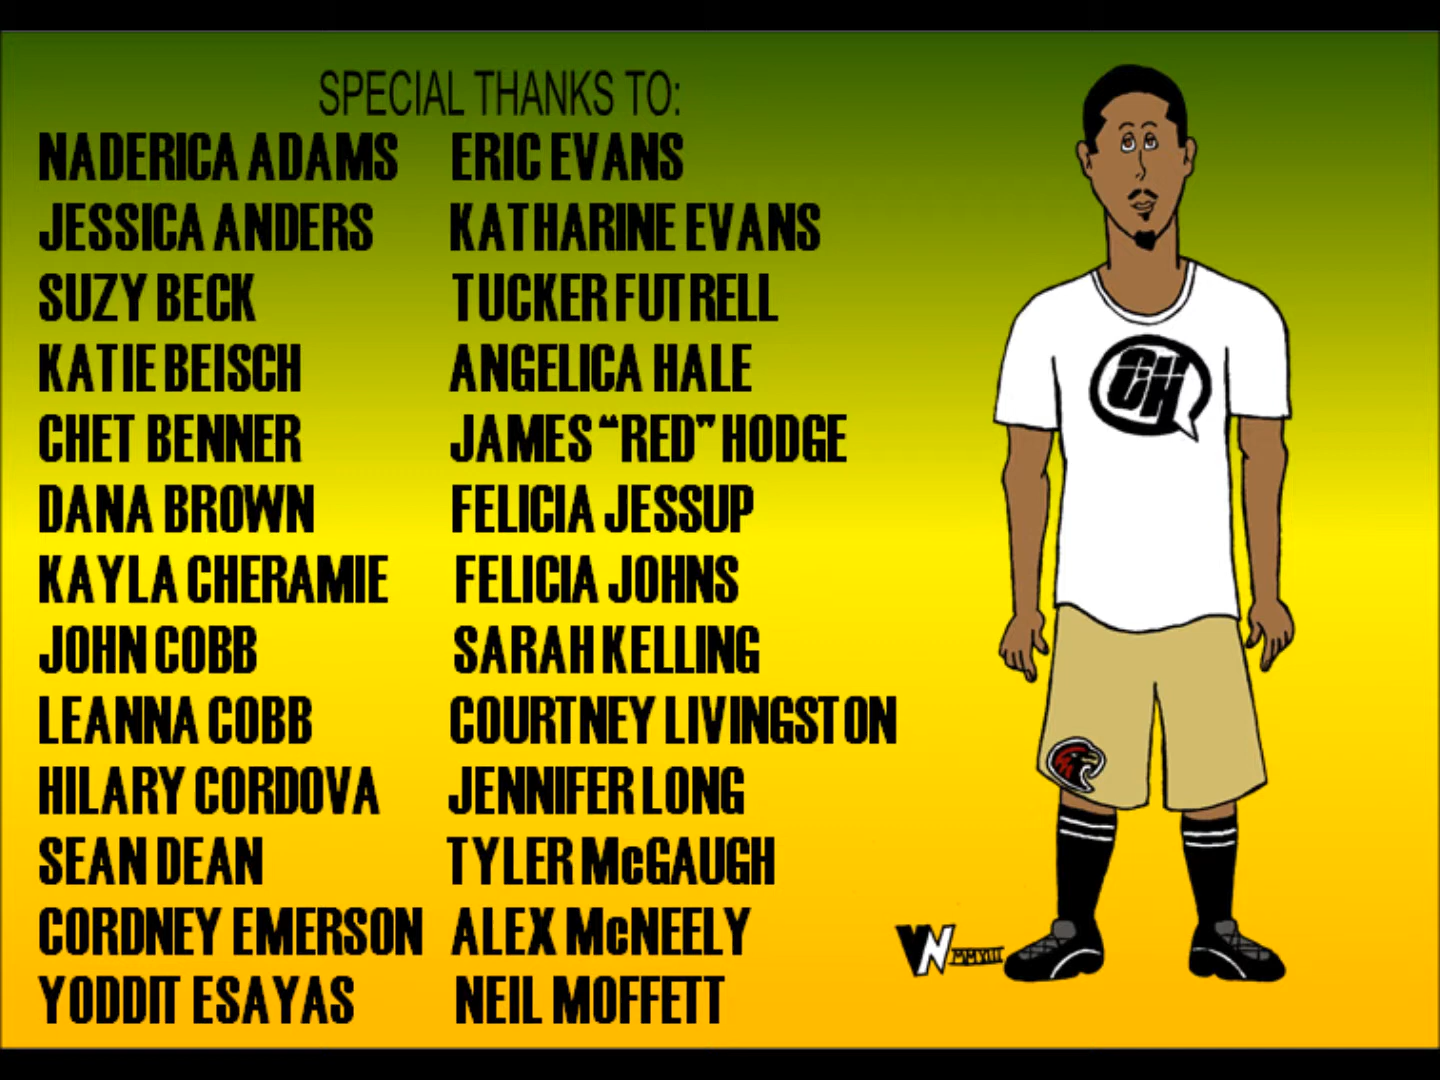 SPECIAL THANKS TO:
NADERICA ADAMS
JESSICA ANDERS
SUZY BECK
KATIE BEISCH
CHET BENNER
DANA BROWN
KAYLA CHERAMIE
JOHN COBB
LEANNA COBB
HILARY CORDOVA
SEAN DEAN
CORDNEY EMERSON
YODDIT ESAYAS
ERIC EVANS
KATHARINE EVANS
TUCKER FUTRELL
ANGELICA HALE
JAMES “RED” HODGE
FELICIA JESSUP
FELICIA JOHNS
SARAH KELLING
COURTNEY LIVINGSTON
JENNIFER LONG
TYLER McGAUGH
ALEX McNEELY
NEIL MOFFETT
CH
VN